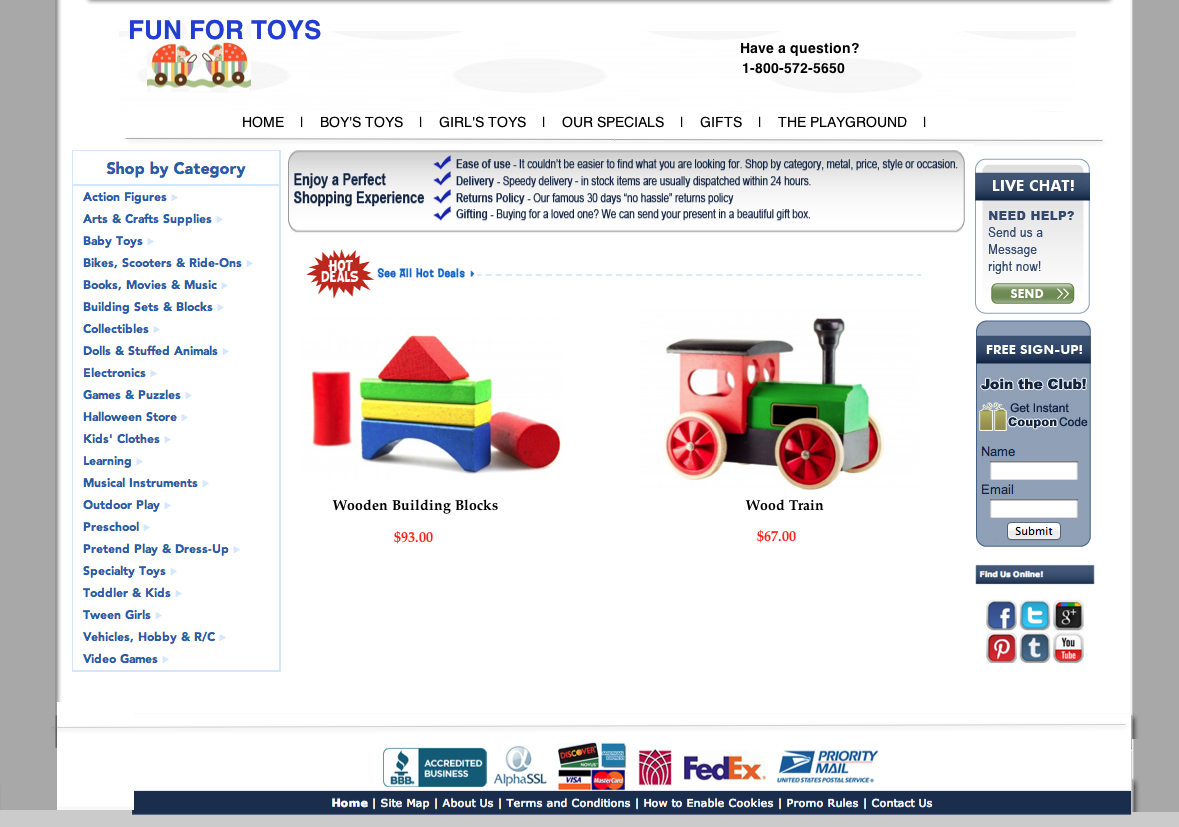 FUN FOR TOYS
Have a question?
1-800-572-5650
HOME | BOY'S TOYS | GIRL'S TOYS | OUR SPECIALS | GIFTS | THE PLAYGROUND |
Shop by Category
Action Figures
Arts & Crafts Supplies
Baby Toys
Bikes, Scooters & Ride-Ons
Books, Movies & Music
Building Sets & Blocks
Collectibles
Dolls & Stuffed Animals
Electronics
Games & Puzzles
Halloween Store
Kids' Clothes
Learning
Musical Instruments
Outdoor Play
Preschool
Pretend Play & Dress-Up
Specialty Toys
Toddler & Kids
Tween Girls
Vehicles, Hobby & R/C
Video Games
Enjoy a Perfect
Shopping Experience
Ease of use - It couldn't be easier to find what you are looking for. Shop by category, metal, price, style or occasion.
Delivery - Speedy delivery - in stock items are usually dispatched within 24 hours.
Returns Policy - Our famous 30 days "no hassle" returns policy
Gifting - Buying for a loved one? We can send your present in a beautiful gift box.
HOT
DEALS
See All Hot Deals
Wooden Building Blocks
$93.00
Wood Train
$67.00
LIVE CHAT!
NEED HELP?
Send us a
Message
right now!
SEND
FREE SIGN-UP!
Join the Club!
Get Instant
Coupon Code
Name
Email
Submit
Find Us Online!
f t g+
P t You
Tube
BBB.
ACCREDITED
BUSINESS
AlphaSSL
DISCOVER
NOVUS
VISA MasterCard
FedEx.
PRIORITY
MAIL
UNITED STATES POSTAL SERVICE
Home | Site Map | About Us | Terms and Conditions | How to Enable Cookies | Promo Rules | Contact Us